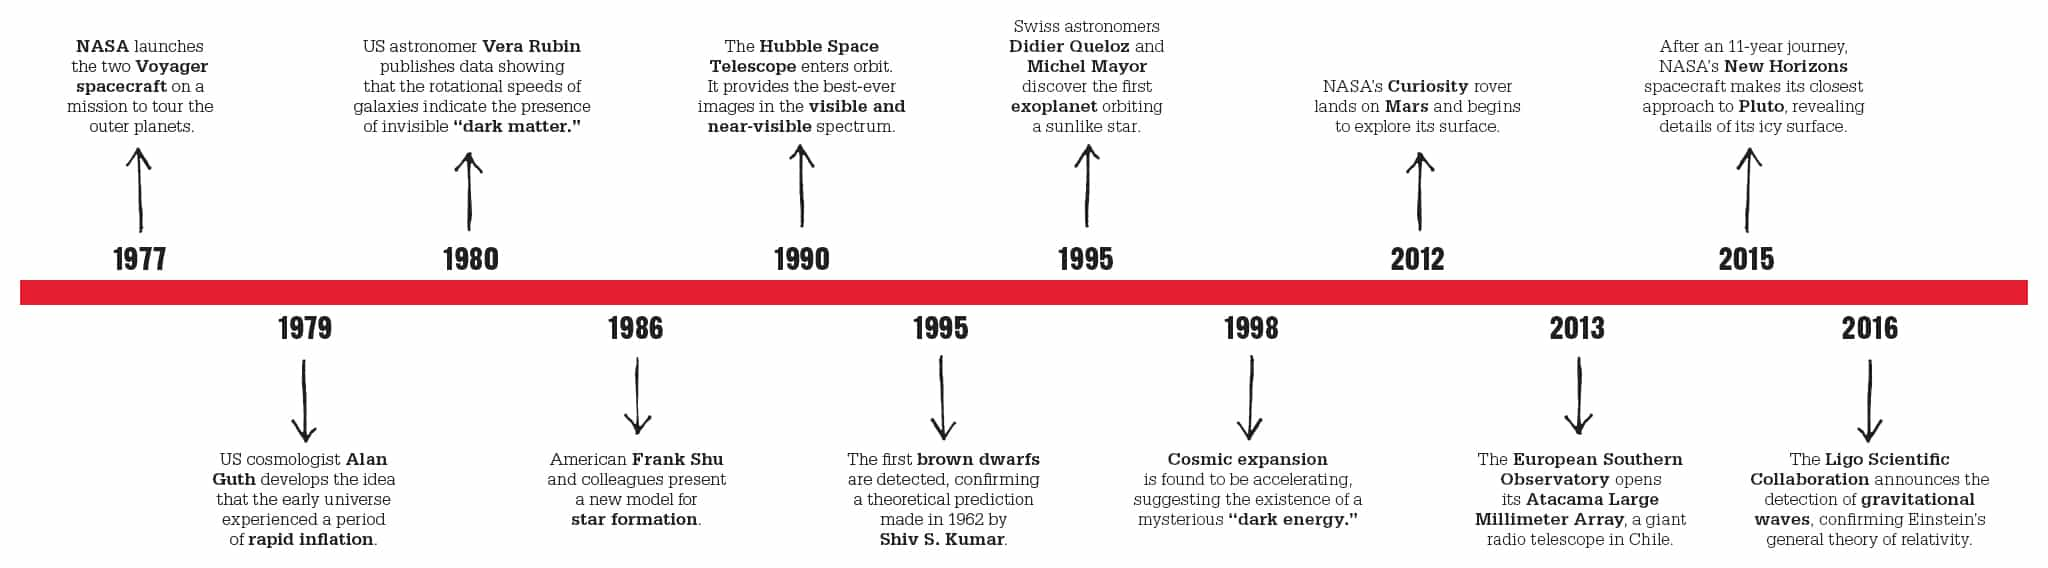 NASA launches
the two Voyager
spacecraft on a
mission to tour the
outer planets.
1977
US astronomer Vera Rubin
publishes data showing
that the rotational speeds of
galaxies indicate the presence
of invisible “dark matter.”
1980
The Hubble Space
Telescope enters orbit.
It provides the best-ever
images in the visible and
near-visible spectrum.
1990
Swiss astronomers
Didier Queloz and
Michel Mayor
discover the first
exoplanet orbiting
a sunlike star.
1995
NASA’s Curiosity rover
lands on Mars and begins
to explore its surface.
2012
After an 11-year journey,
NASA’s New Horizons
spacecraft makes its closest
approach to Pluto, revealing
details of its icy surface.
2015
1979
US cosmologist Alan
Guth develops the idea
that the early universe
experienced a period
of rapid inflation.
1986
American Frank Shu
and colleagues present
a new model for
star formation.
1995
The first brown dwarfs
are detected, confirming
a theoretical prediction
made in 1962 by
Shiv S. Kumar.
1998
Cosmic expansion
is found to be accelerating,
suggesting the existence of a
mysterious “dark energy.”
2013
The European Southern
Observatory opens
its Atacama Large
Millimeter Array, a giant
radio telescope in Chile.
2016
The Ligo Scientific
Collaboration announces the
detection of gravitational
waves, confirming Einstein’s
general theory of relativity.